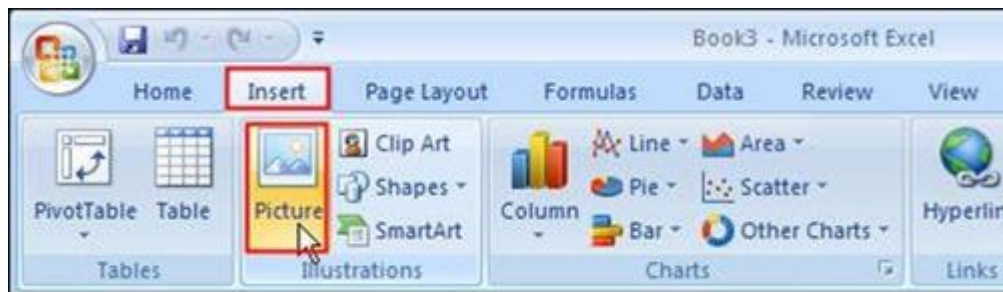 Book3 - Microsoft Excel
Home Insert Page Layout Formulas Data Review View
Clip Art Line Area
Shapes Pie Scatter
PivotTable Table Picture SmartArt Column Bar Other Charts Hyperlin
Tables Illustrations Charts Links